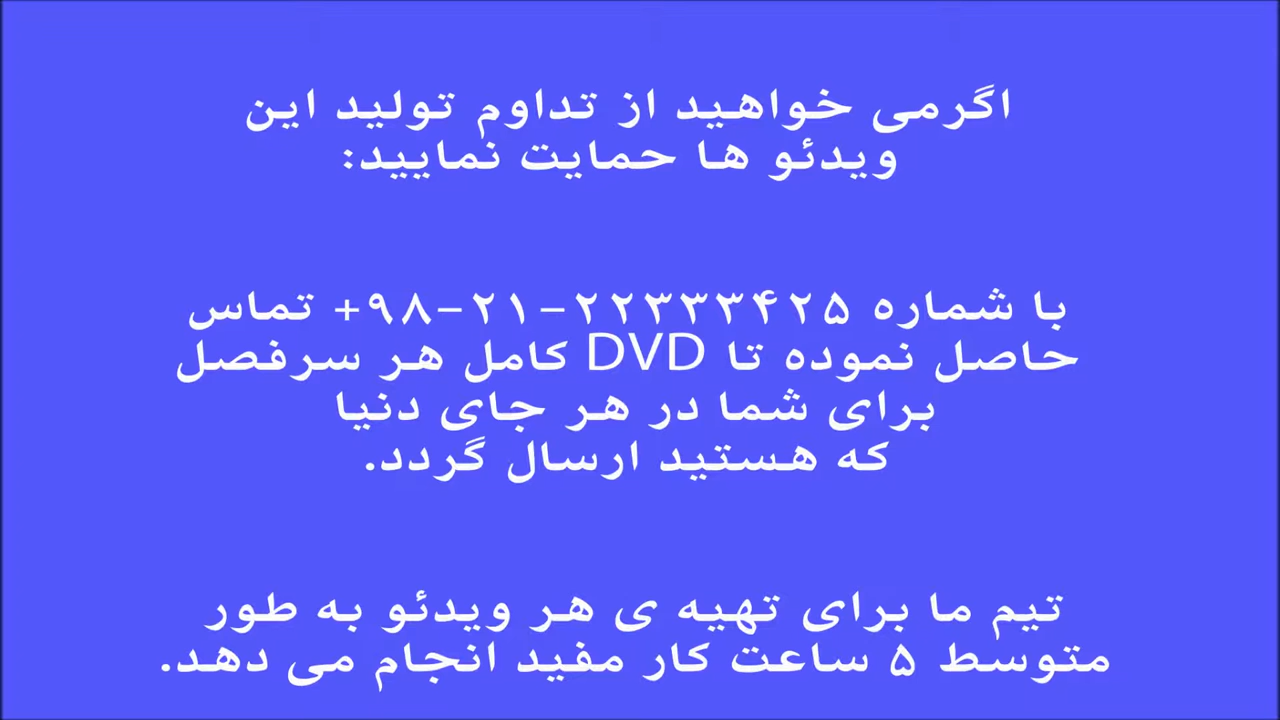 اگرمی خواهید از تداوم تولید این
ویدئو ها حمایت نمایید:
با شماره ۲۲۳۳۳۴۲۵-۲۱-۹۸+ تماس
حاصل نموده تا DVD کامل هر سرفصل
برای شما در هر جای دنیا
که هستید ارسال گردد.
تیم ما برای تهیه ی هر ویدئو به طور
متوسط ۵ ساعت کار مفید انجام می دهد.